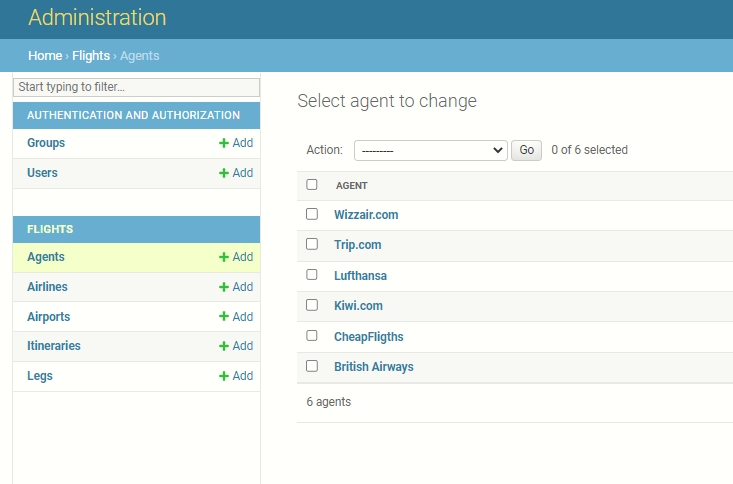 Administration
Home › Flights › Agents
Start typing to filter...
AUTHENTICATION AND AUTHORIZATION
Groups + Add
Users + Add
FLIGHTS
Agents + Add
Airlines + Add
Airports + Add
Itineraries + Add
Legs + Add
Select agent to change
Action: --------- Go 0 of 6 selected
AGENT
Wizzair.com
Trip.com
Lufthansa
Kiwi.com
CheapFligths
British Airways
6 agents